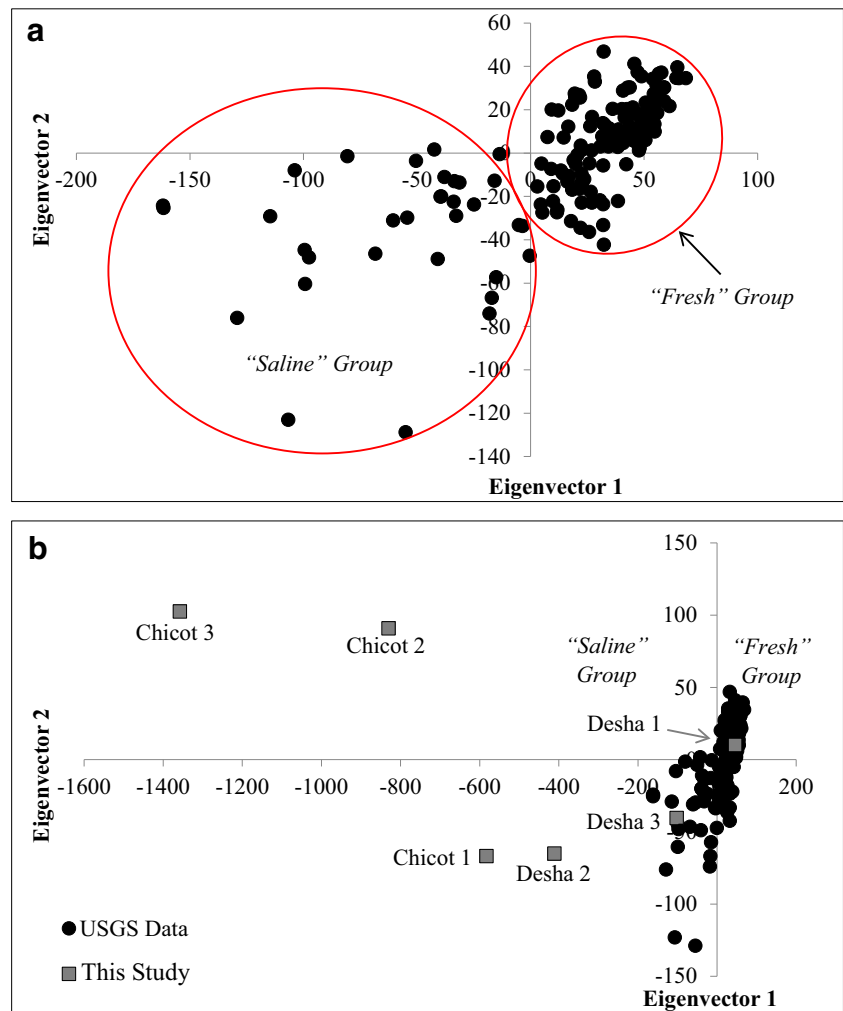 a
60
40
20
0
-200
-150
-100
-50
0
50
100
-20
-40
-60
-80
-100
-120
-140
Eigenvector 2
“Fresh” Group
“Saline” Group
Eigenvector 1
b
150
100
50
0
-50
-100
-150
Chicot 3
Chicot 2
“Saline”
Group
“Fresh”
Group
Desha 1
Eigenvector 2
-1600
-1400
-1200
-1000
-800
-600
-400
-200
200
Desha 3
Chicot 1
Desha 2
USGS Data
This Study
Eigenvector 1